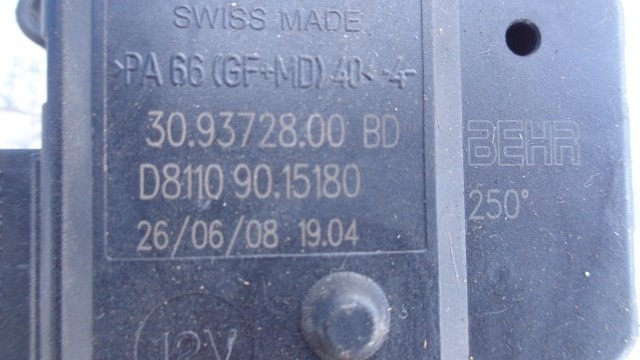 SWISS MADE
>PA 66 (GF+MD) 40< -4-
30.93728.00 BD
D8110 90.15180
26/06/08 19.04
BEHR
250°
12V